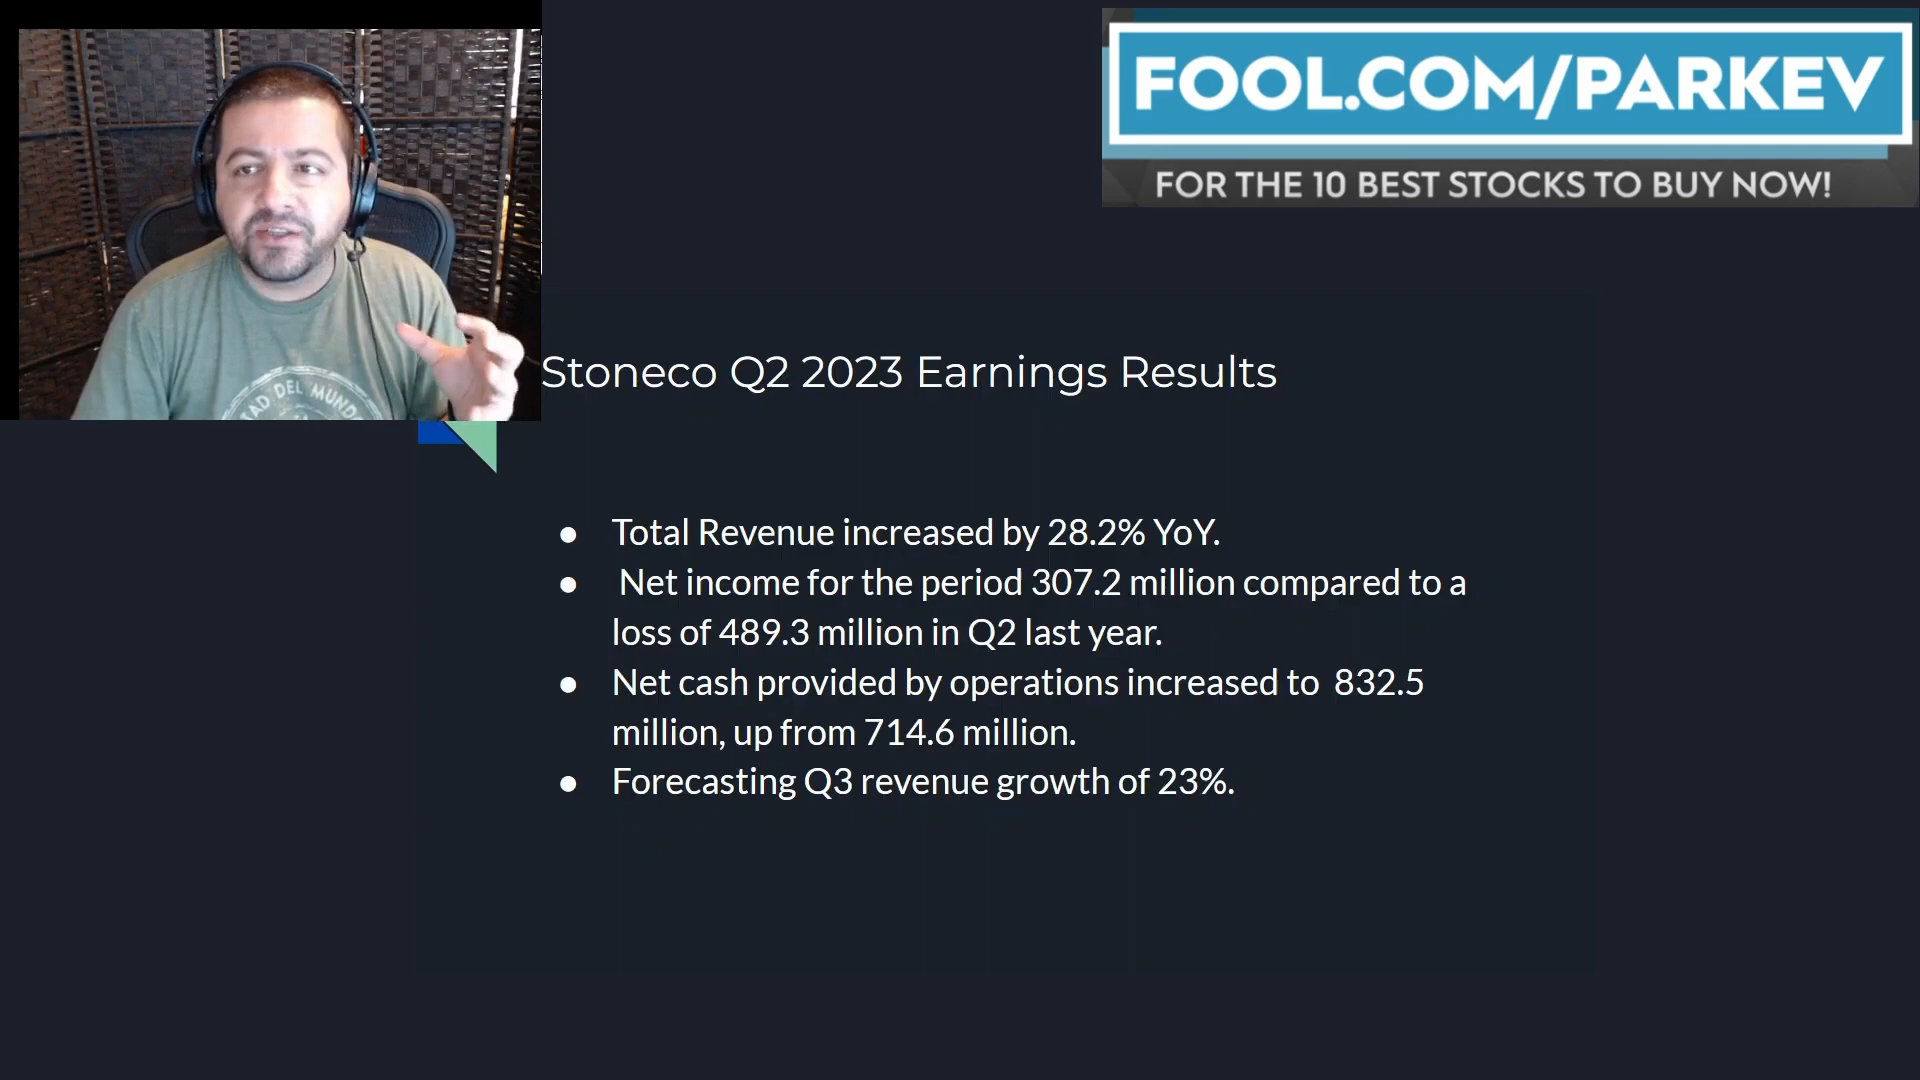 FOOL.COM/PARKEV
FOR THE 10 BEST STOCKS TO BUY NOW!
DEL MUND
Stoneco Q2 2023 Earnings Results
● Total Revenue increased by 28.2% YoY.
● Net income for the period 307.2 million compared to a
loss of 489.3 million in Q2 last year.
● Net cash provided by operations increased to 832.5
million, up from 714.6 million.
● Forecasting Q3 revenue growth of 23%.